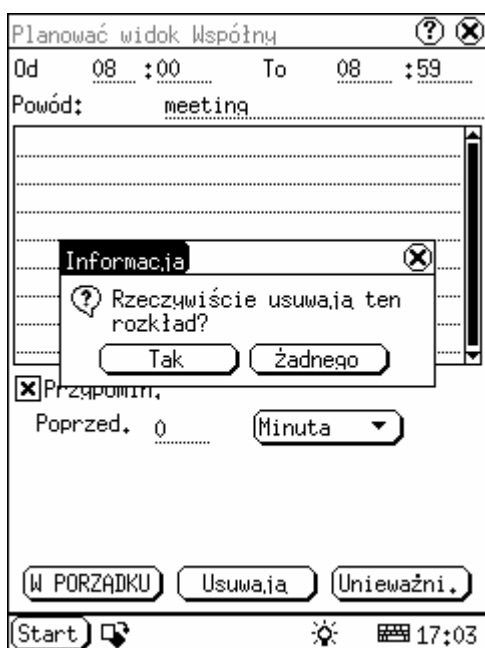 Planować widok Wspólny
Od 08 :00 To 08 :59
Powód: meeting
Informacja
Rzeczywiście usuwają ten
rozkład?
Tak żadnego
Przypomin.
Poprzed. 0 Minuta
W PORZĄDKU Usuwają Unieważni.
Start 17:03